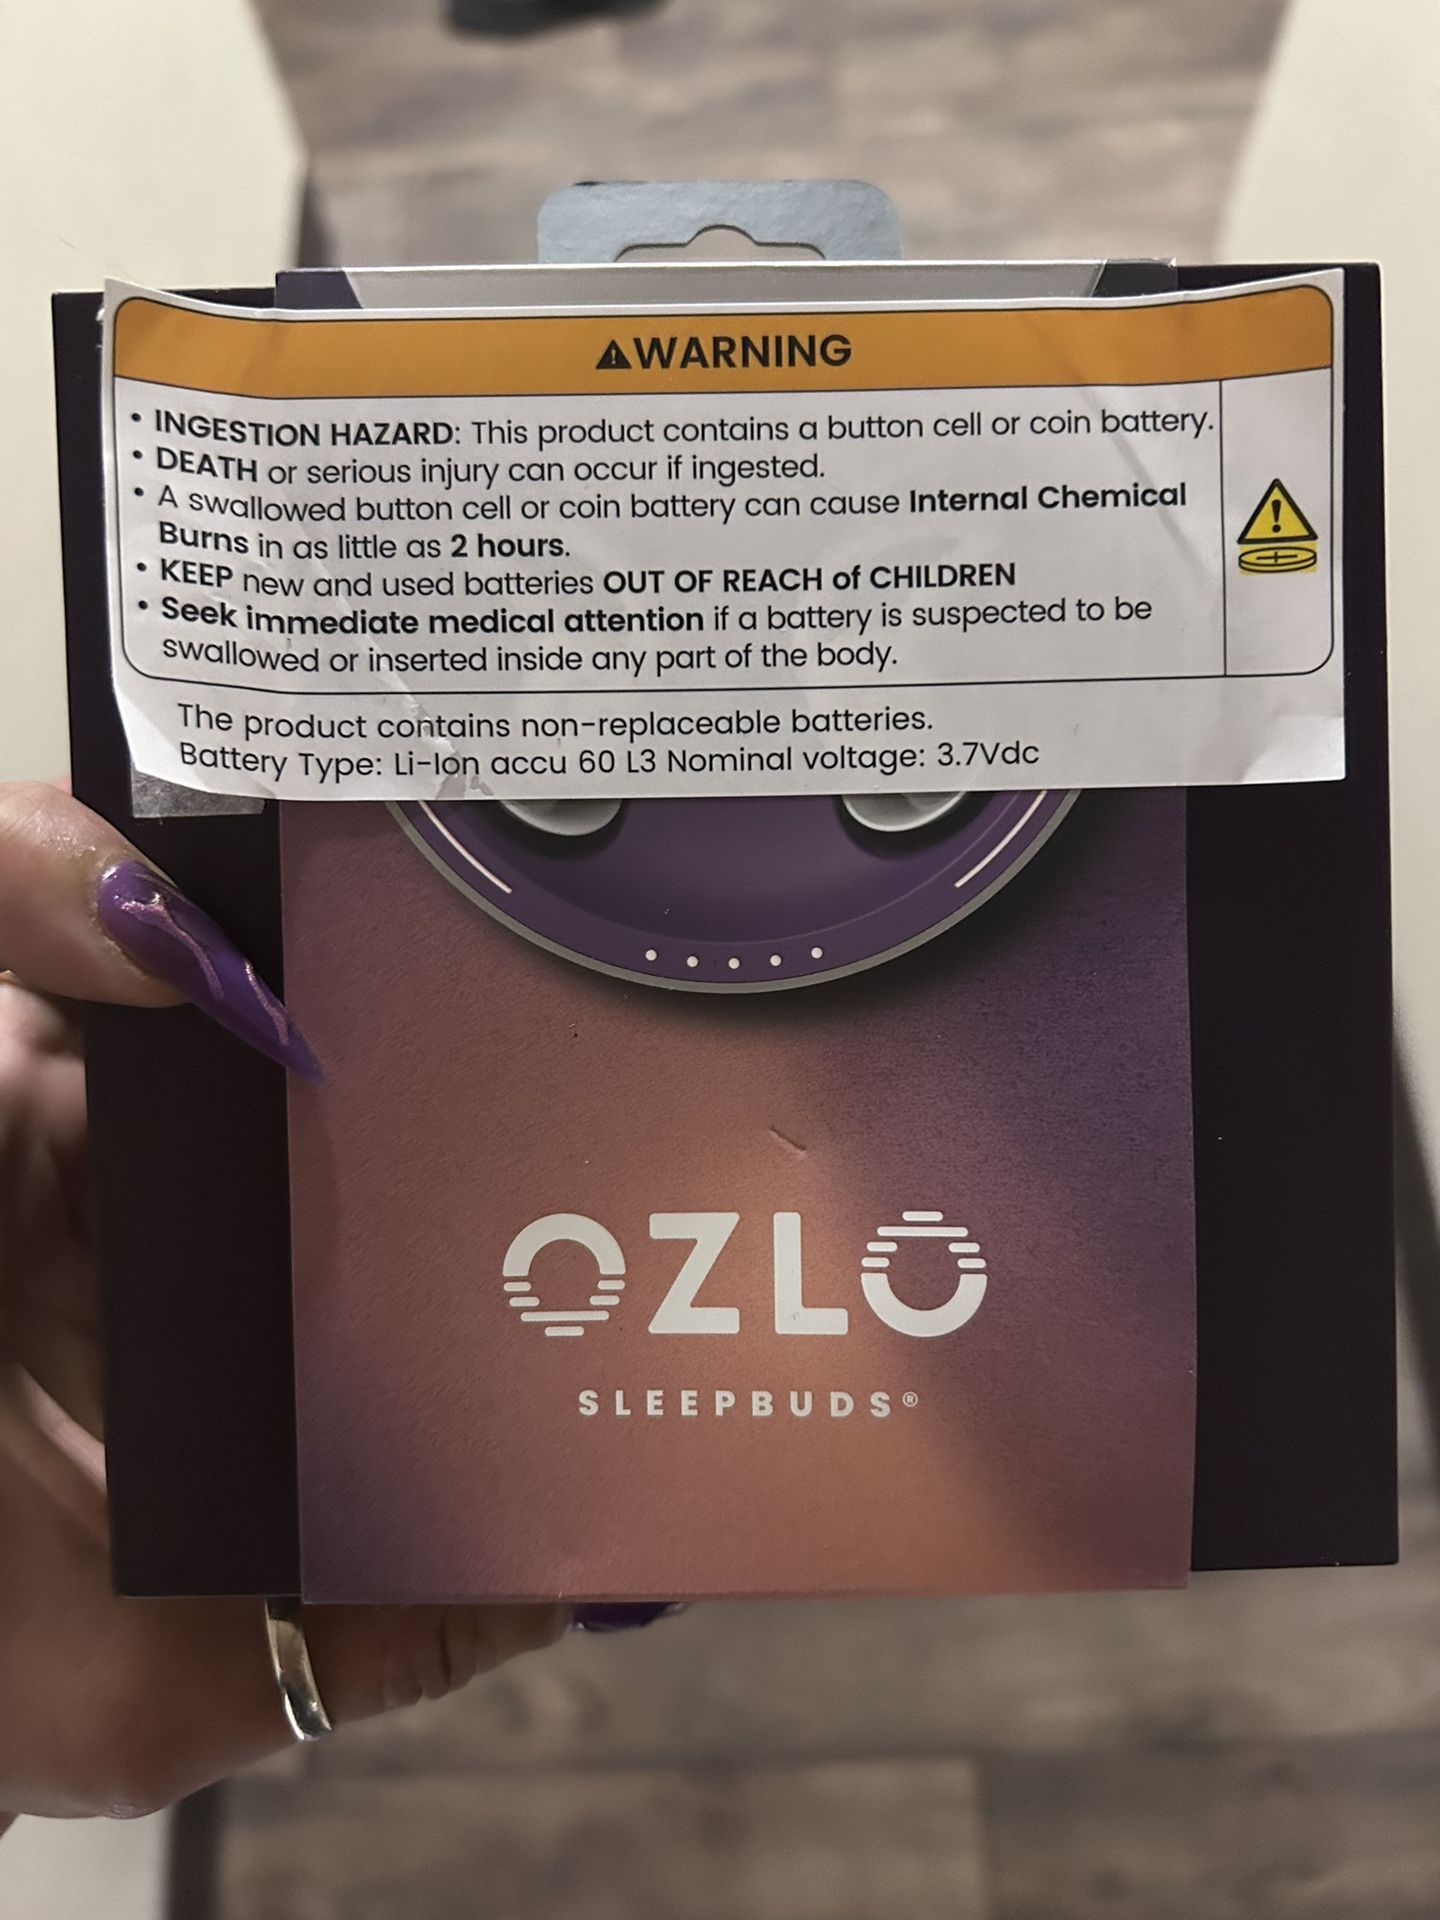 ⚠WARNING
• INGESTION HAZARD: This product contains a button cell or coin battery.
• DEATH or serious injury can occur if ingested.
• A swallowed button cell or coin battery can cause Internal Chemical
Burns in as little as 2 hours.
• KEEP new and used batteries OUT OF REACH of CHILDREN
• Seek immediate medical attention if a battery is suspected to be
swallowed or inserted inside any part of the body.
The product contains non-replaceable batteries.
Battery Type: Li-Ion accu 60 L3 Nominal voltage: 3.7Vdc
OZLO
SLEEPBUDS®